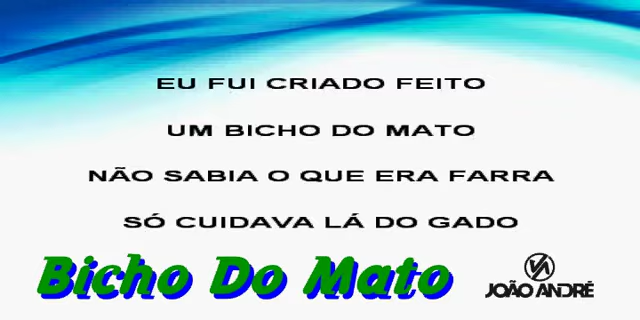 EU FUI CRIADO FEITO
UM BICHO DO MATO
NÃO SABIA O QUE ERA FARRA
SÓ CUIDAVA LÁ DO GADO
Bicho Do Mato
JOÃO ANDRÉ